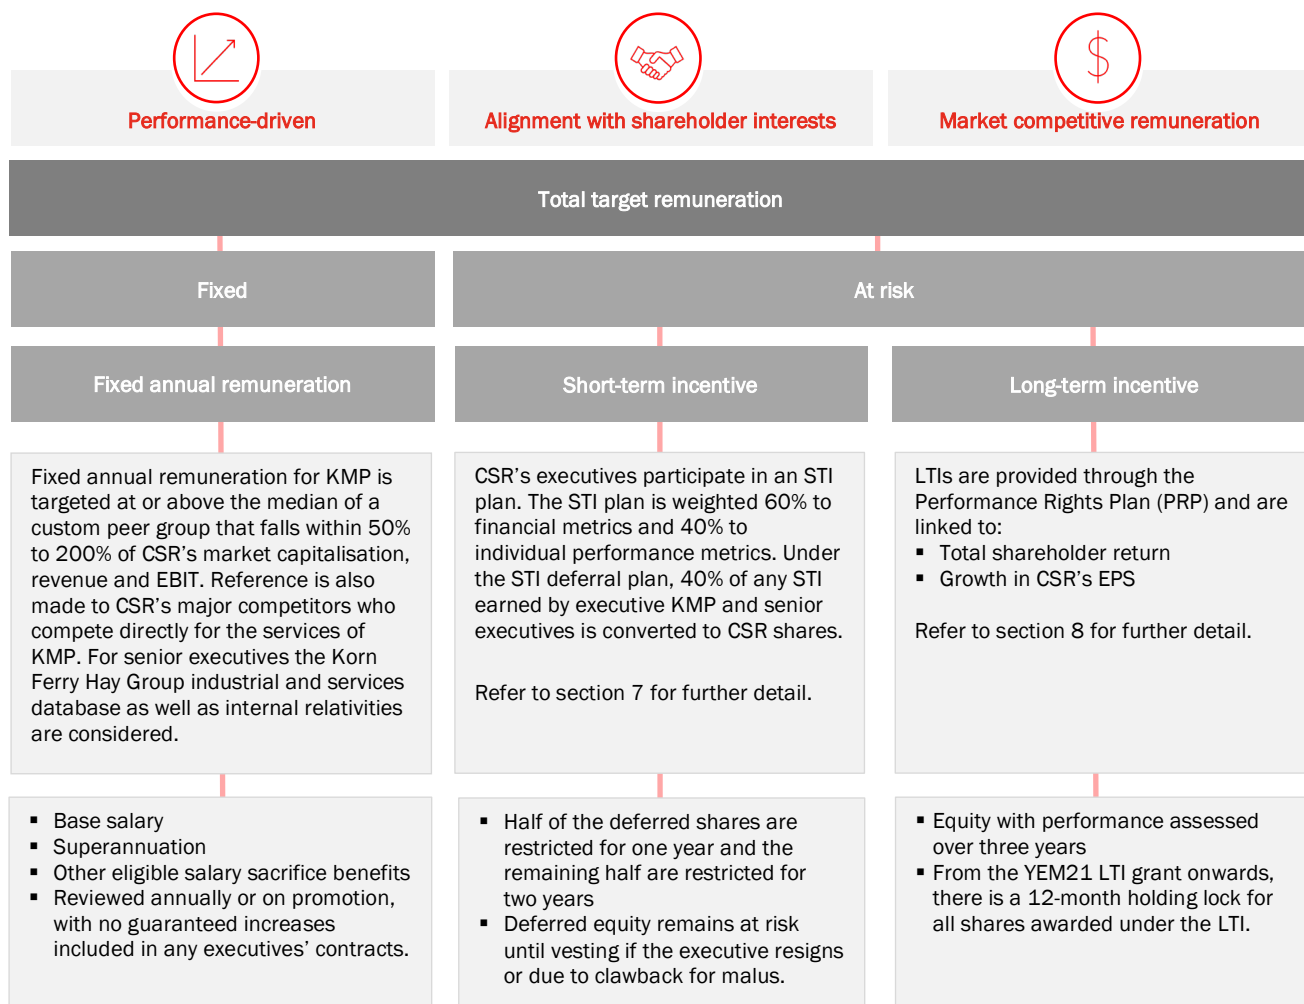 Performance-driven
Alignment with shareholder interests
Market competitive remuneration
Total target remuneration
Fixed
At risk
Fixed annual remuneration
Short-term incentive
Long-term incentive
Fixed annual remuneration for KMP is
targeted at or above the median of a
custom peer group that falls within 50%
to 200% of CSR’s market capitalisation,
revenue and EBIT. Reference is also
made to CSR’s major competitors who
compete directly for the services of
KMP. For senior executives the Korn
Ferry Hay Group industrial and services
database as well as internal relativities
are considered.
CSR’s executives participate in an STI
plan. The STI plan is weighted 60% to
financial metrics and 40% to
individual performance metrics. Under
the STI deferral plan, 40% of any STI
earned by executive KMP and senior
executives is converted to CSR shares.
Refer to section 7 for further detail.
LTIs are provided through the
Performance Rights Plan (PRP) and are
linked to:
▪ Total shareholder return
▪ Growth in CSR’s EPS
Refer to section 8 for further detail.
▪ Base salary
▪ Superannuation
▪ Other eligible salary sacrifice benefits
▪ Reviewed annually or on promotion,
with no guaranteed increases
included in any executives’ contracts.
▪ Half of the deferred shares are
restricted for one year and the
remaining half are restricted for
two years
▪ Deferred equity remains at risk
until vesting if the executive resigns
or due to clawback for malus.
▪ Equity with performance assessed
over three years
▪ From the YEM21 LTI grant onwards,
there is a 12-month holding lock for
all shares awarded under the LTI.